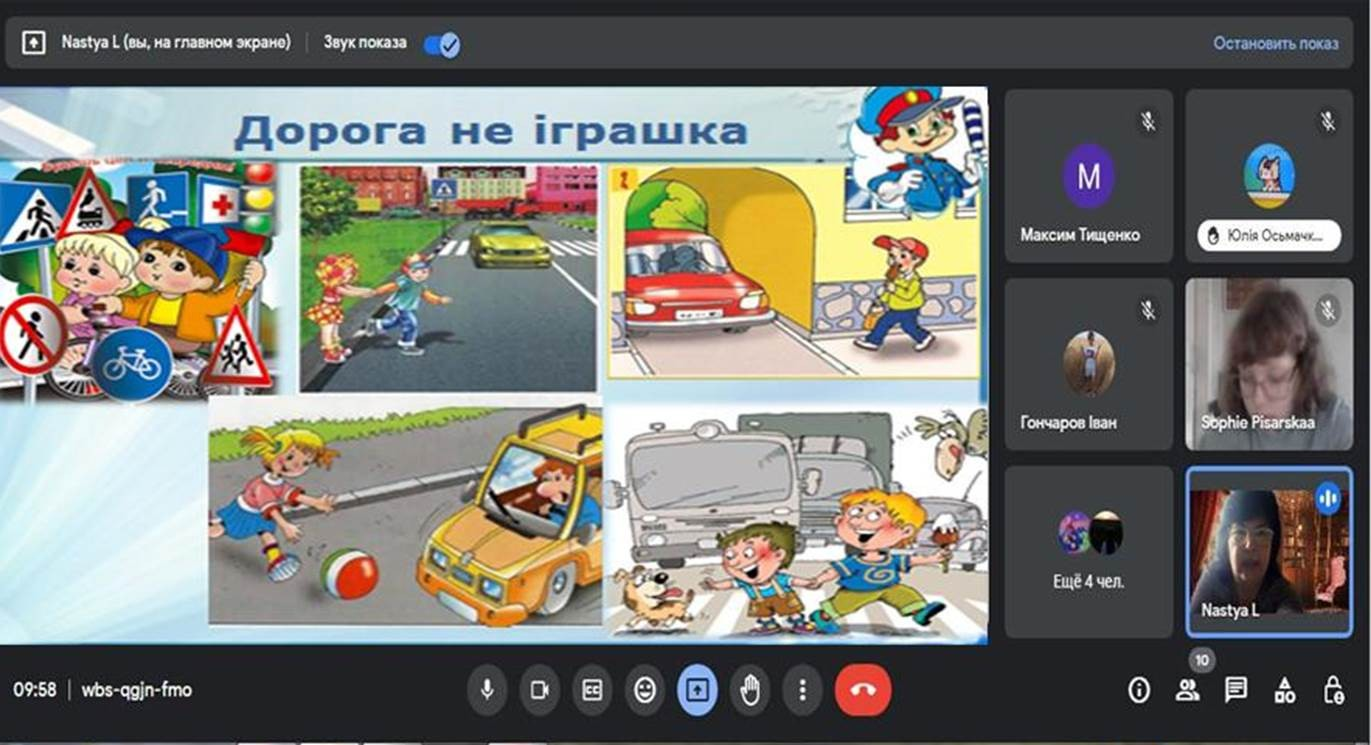 Nastya L (вы, на главном экране)
Звук показа
Остановить показ
Дорога не іграшка
M
Максим Тищенко
Юлія Осьмачк...
Гончаров Іван
Sophie Pisarskaa
Ещё 4 чел.
Nastya L
09:58 | wbs-qgjn-fmo
CC
10